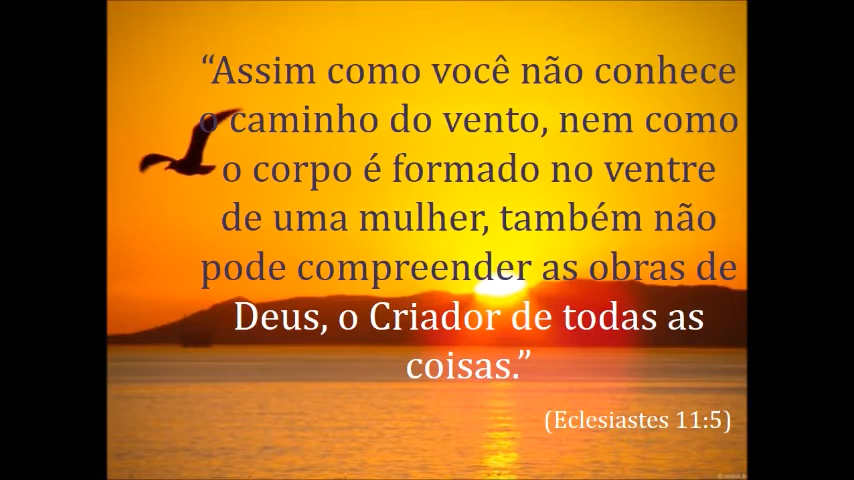 “Assim como você não conhece
o caminho do vento, nem como
o corpo é formado no ventre
de uma mulher, também não
pode compreender as obras de
Deus, o Criador de todas as
coisas.”
(Eclesiastes 11:5)